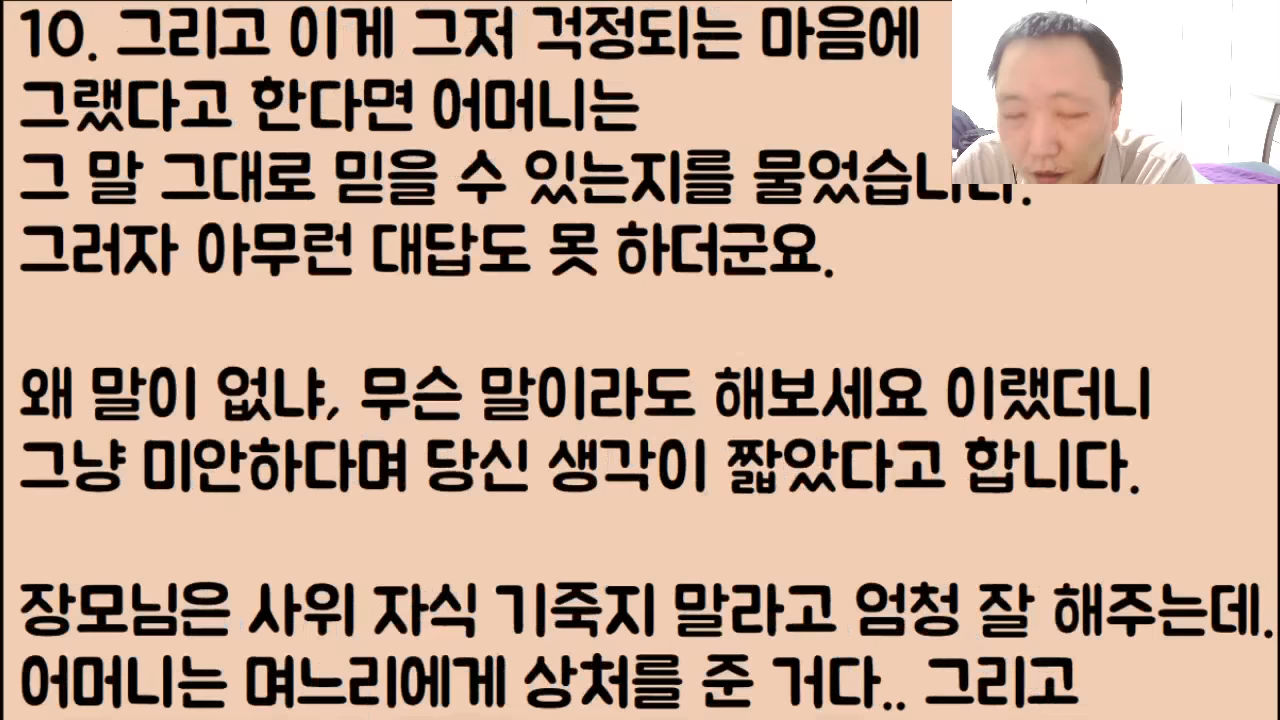 10. 그리고 이게 그저 걱정되는 마음에
그랬다고 한다면 어머니는
그 말 그대로 믿을 수 있는지를 물었습니다.
그러자 아무런 대답도 못 하더군요.
왜 말이 없냐, 무슨 말이라도 해보세요 이랬더니
그냥 미안하다며 당신 생각이 짧았다고 합니다.
장모님은 사위 자식 기죽지 말라고 엄청 잘 해주는데.
어머니는 며느리에게 상처를 준 거다.. 그리고